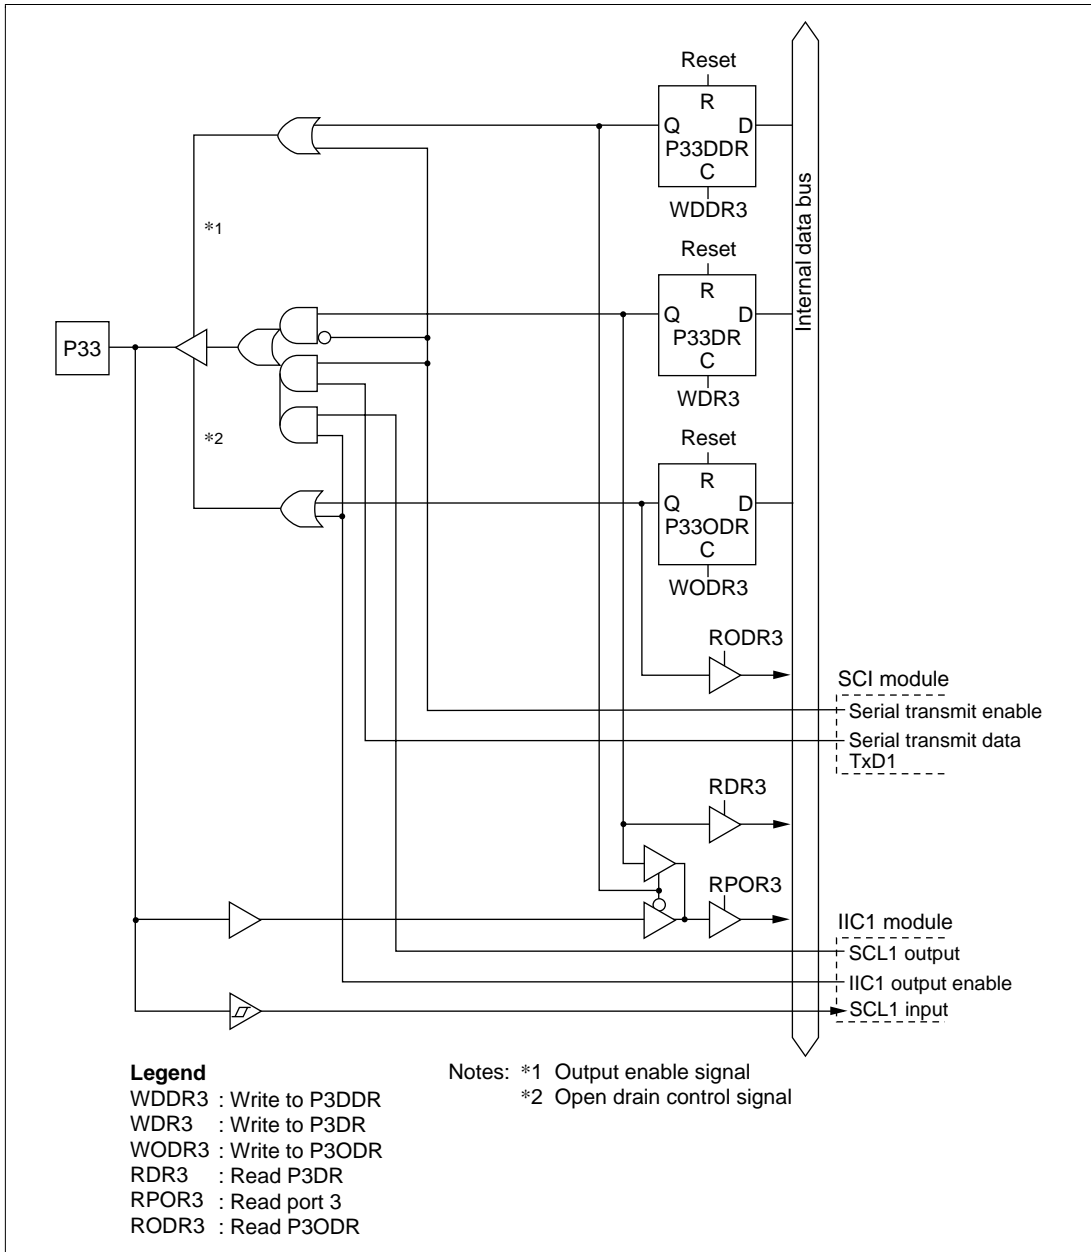 Reset
R
Q D
P33DDR
C
WDDR3
Internal data bus
*1
Reset
R
Q D
P33DR
C
WDR3
P33
*2
Reset
R
Q D
P33ODR
C
WODR3
RODR3
SCI module
Serial transmit enable
Serial transmit data
TxD1
RDR3
RPOR3
IIC1 module
SCL1 output
IIC1 output enable
SCL1 input
Legend
WDDR3 : Write to P3DDR
WDR3 : Write to P3DR
WODR3 : Write to P3ODR
RDR3 : Read P3DR
RPOR3 : Read port 3
RODR3 : Read P3ODR
Notes: *1 Output enable signal
*2 Open drain control signal